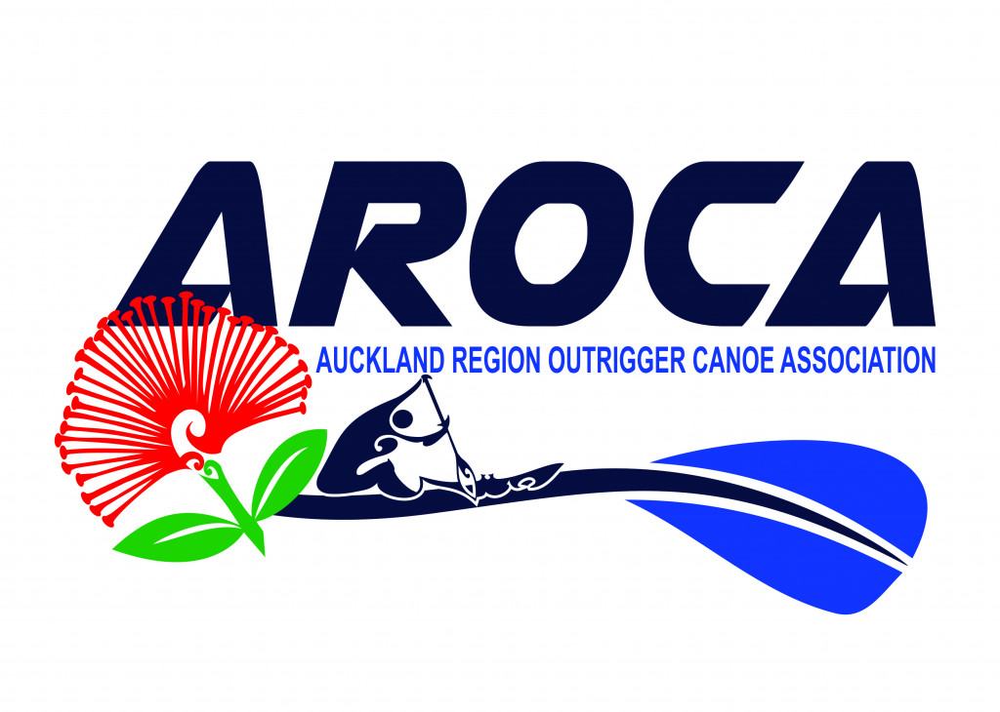 AROCA
AUCKLAND REGION OUTRIGGER CANOE ASSOCIATION